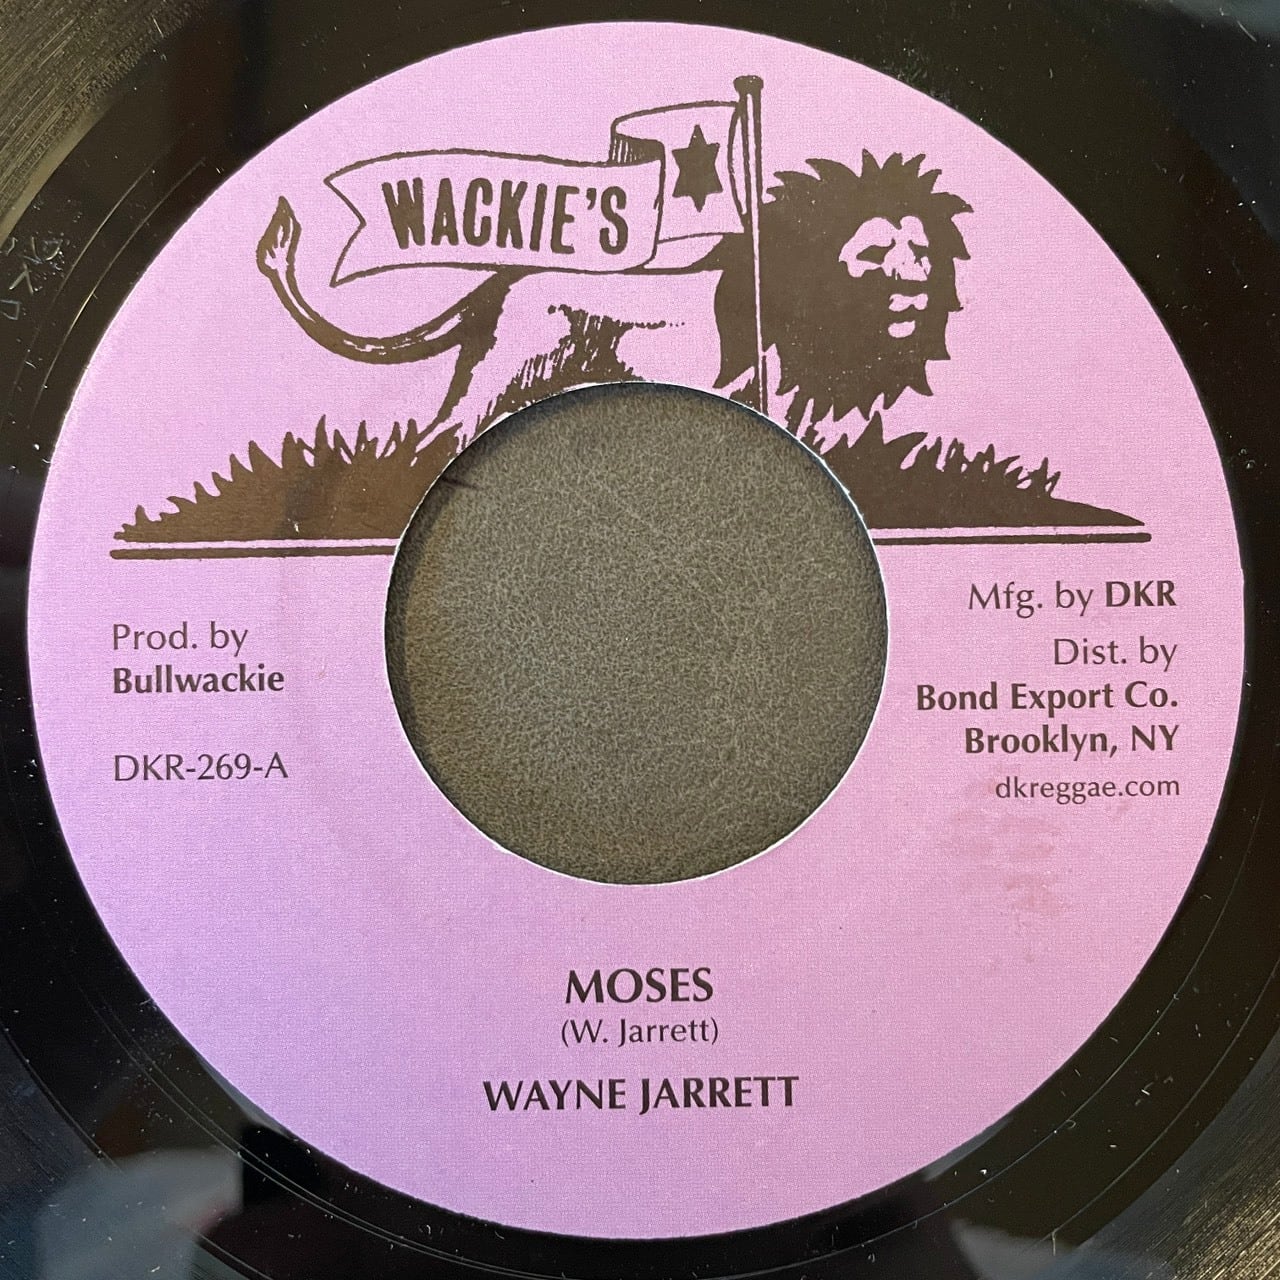 WACKIE'S
Prod. by
Bullwackie
DKR-269-A
Mfg. by DKR
Dist. by
Bond Export Co.
Brooklyn, NY
dkreggae.com
MOSES
(W. Jarrett)
WAYNE JARRETT